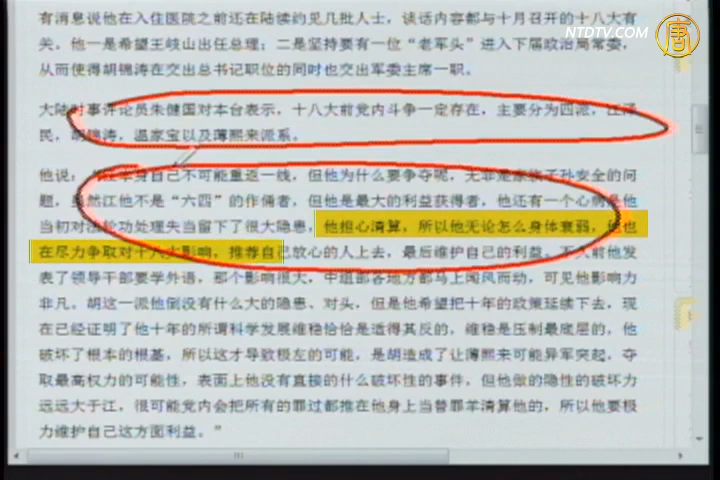 有消息说他在入住医院之前还在陆续约见几批人士，谈话内容都与十月召开的十八大有
NTDTV.COM
唐
关。他一是希望王岐山出任总理；二是坚持要有一位“老军头”进入下届政治局常委，
从而使得胡锦涛在交出总书记职位的同时也交出军委主席一职。
大陆时事评论员朱健国对本台表示，十八大前党内斗争一定存在，主要分为四派，江泽
民，胡锦涛，温家宝以及薄熙来派系。
他说：“江本身自己不可能重返一线，但他为什么要争夺呢，无非是家族子孙安全的问
题，虽然江他不是“六四”的作俑者，但他是最大的利益获得者，他还有一个心病是他
当初对法轮功处理失当留下了很大隐患，他担心清算，所以他无论怎么身体衰弱，他也
在尽力争取对十八大影响，推荐自己放心的人上去，最后维护自己的利益。不久前他发
表了领导干部要学外语，那个影响很大，中组部各地方都马上闻风而动，可见他影响力
非凡。胡这一派他倒没有什么大的隐患、对头，但是他希望把十年的政策延续下去，现
在已经证明了他十年的所谓科学发展维稳恰恰是适得其反的，维稳是压制最底层的，他
破坏了根本的根基，所以这才导致极左的可能，是胡造成了让薄熙来可能异军突起，夺
取最高权力的可能性，表面上他没有直接的什么破坏性的事件，但他做的隐性的破坏力
远远大于江，很可能党内会把所有的罪过都推在他身上当替罪羊清算他的，所以他要极
力维护自己这方面利益。”